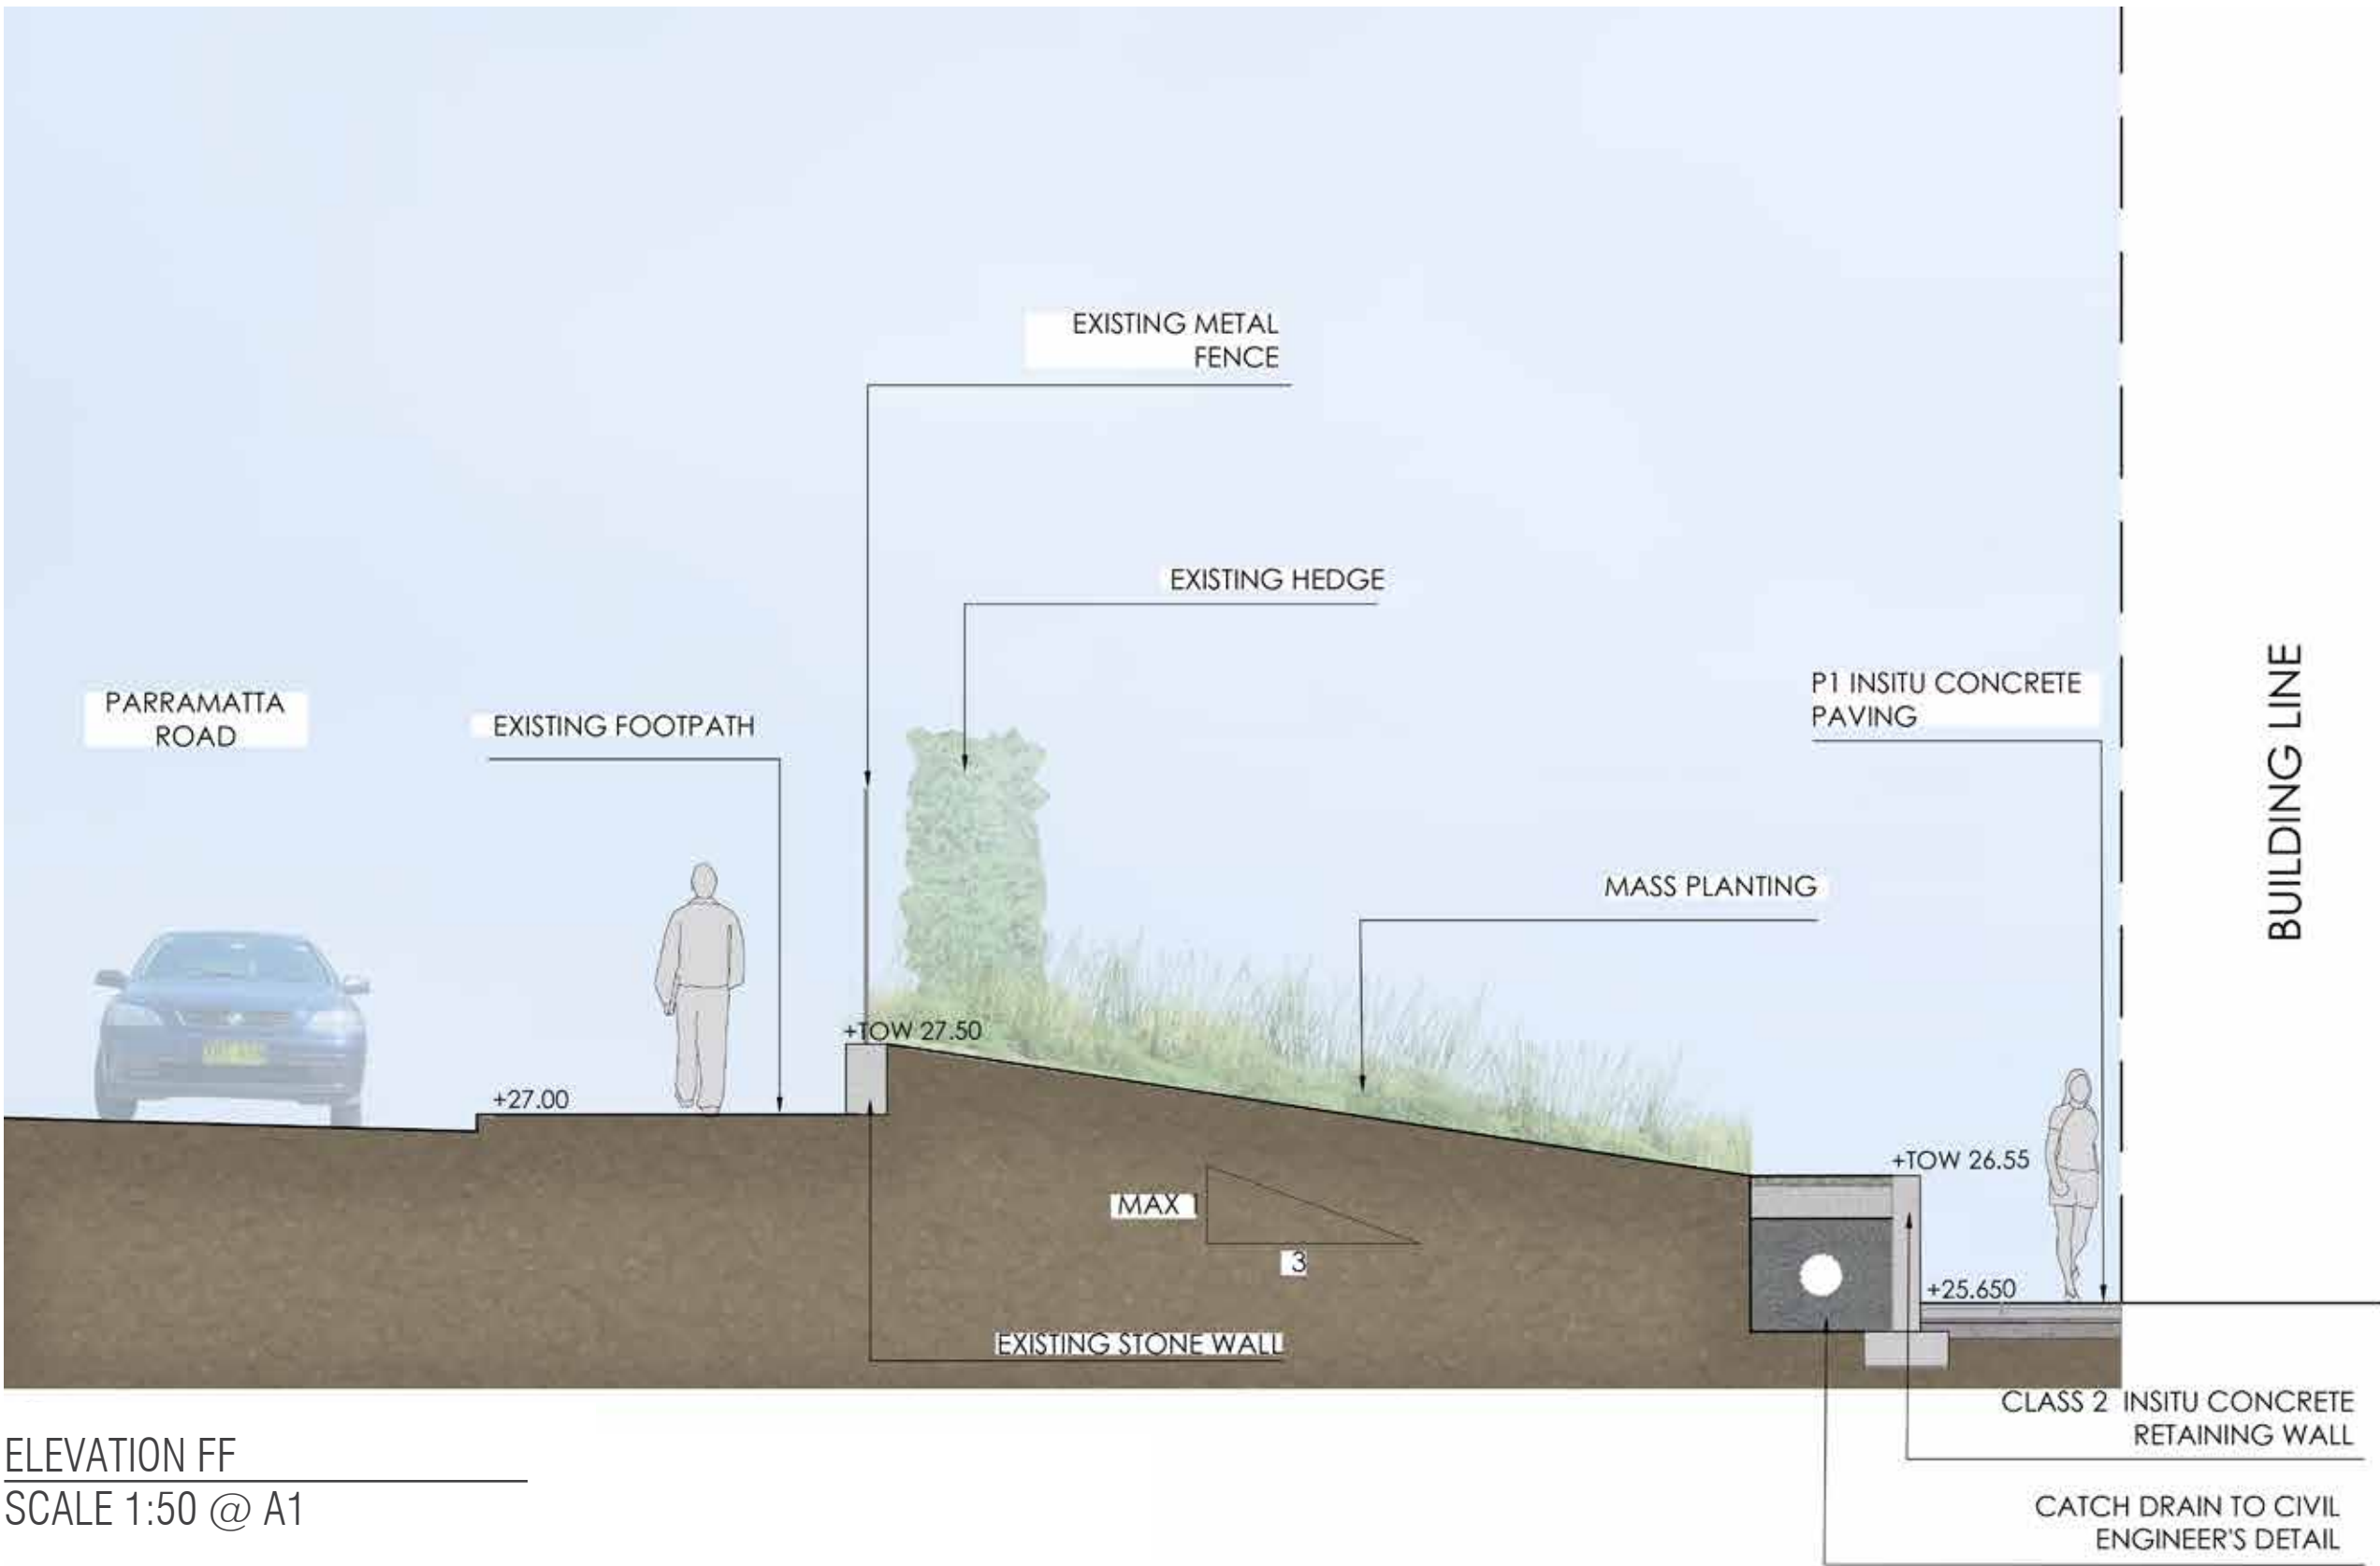 EXISTING METAL
FENCE
EXISTING HEDGE
PARRAMATTA
ROAD
EXISTING FOOTPATH
P1 INSITU CONCRETE
PAVING
BUILDING LINE
MASS PLANTING
+TOW 27.50
+27.00
+TOW 26.55
MAX 1
3
+25.650
EXISTING STONE WALL
CLASS 2 INSITU CONCRETE
RETAINING WALL
CATCH DRAIN TO CIVIL
ENGINEER'S DETAIL
ELEVATION FF
SCALE 1:50 @ A1